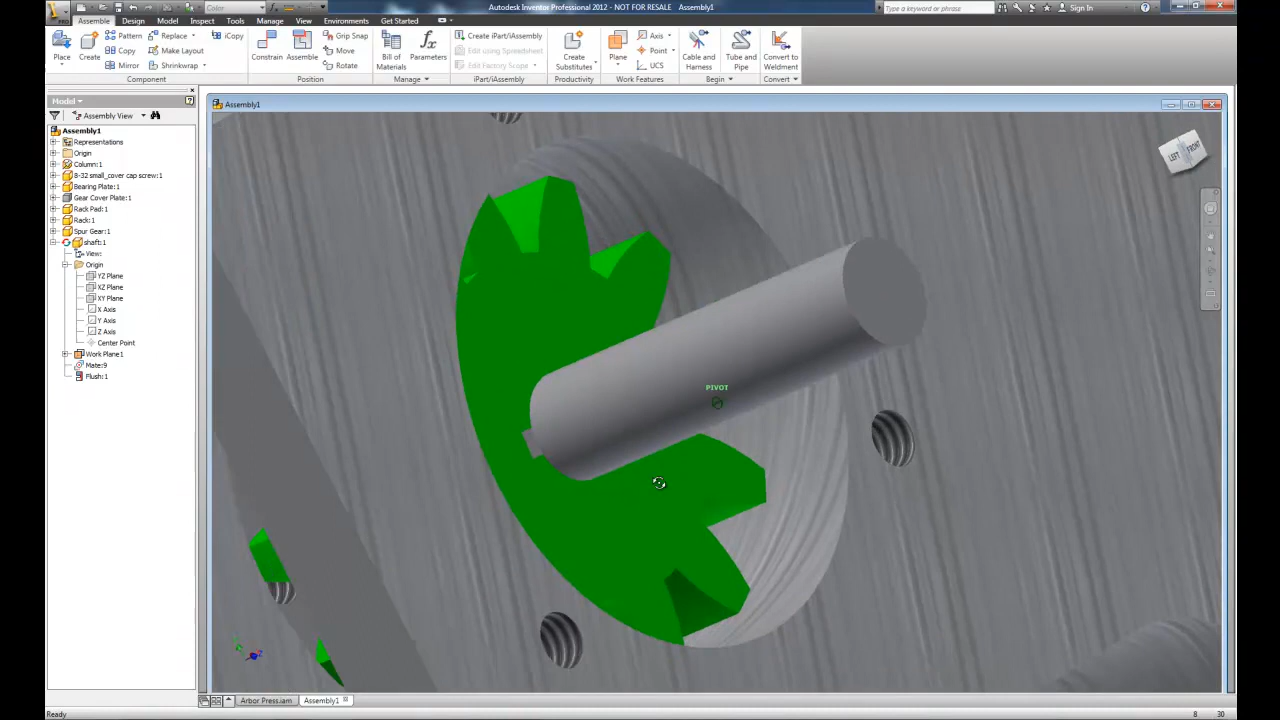 Autodesk Inventor Professional 2012 - NOT FOR RESALE Assembly1
Type a keyword or phrase
Sign In
Color
PRO
Assemble Design Model Inspect Tools Manage View Environments Get Started
Pattern Replace iCopy Grip Snap Create iPart/iAssembly Axis
Copy Make Layout Move Edit using Spreadsheet Point
Mirror Shrinkwrap Rotate Edit Factory Scope UCS
Place Create Constrain Assemble Bill of Materials Parameters Create Substitutes Plane Cable and Harness Tube and Pipe Convert to Weldment
Component Position Manage iPart/iAssembly Productivity Work Features Begin Convert
Model
Assembly View
Assembly1
Representations
Origin
Column:1
8-32 small_cover cap screw:1
Bearing Plate:1
Gear Cover Plate:1
Rack Pad:1
Rack:1
Spur Gear:1
shaft:1
View:
Origin
YZ Plane
XZ Plane
XY Plane
X Axis
Y Axis
Z Axis
Center Point
Work Plane1
Mate:9
Flush:1
Assembly1
LEFT FRONT
PIVOT
Arbor Press.iam Assembly1
Ready 8 30